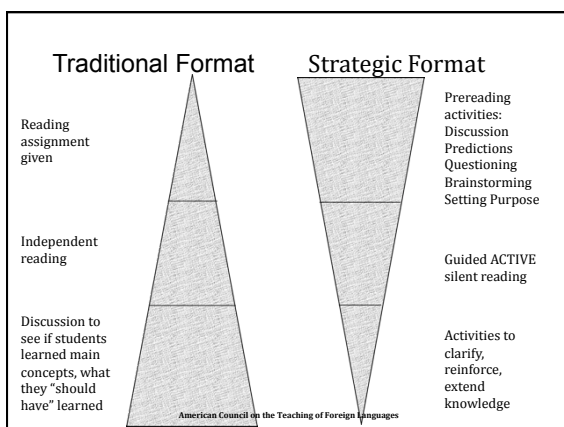 Traditional Format
Reading
assignment
given
Independent
reading
Discussion to
see if students
learned main
concepts, what
they “should
have” learned
Strategic Format
Prereading
activities:
Discussion
Predictions
Questioning
Brainstorming
Setting Purpose
Guided ACTIVE
silent reading
Activities to
clarify,
reinforce,
extend
knowledge
American Council on the Teaching of Foreign Languages